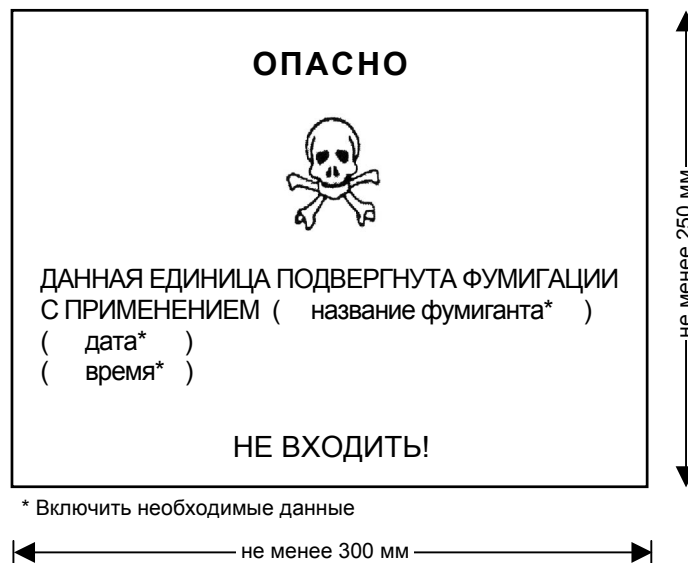 ОПАСНО
ДАННАЯ ЕДИНИЦА ПОДВЕРГНУТА ФУМИГАЦИИ
С ПРИМЕНЕНИЕМ ( название фумиганта* )
( дата* )
( время* )
НЕ ВХОДИТЬ!
* Включить необходимые данные
не менее 300 мм
не менее 250 мм